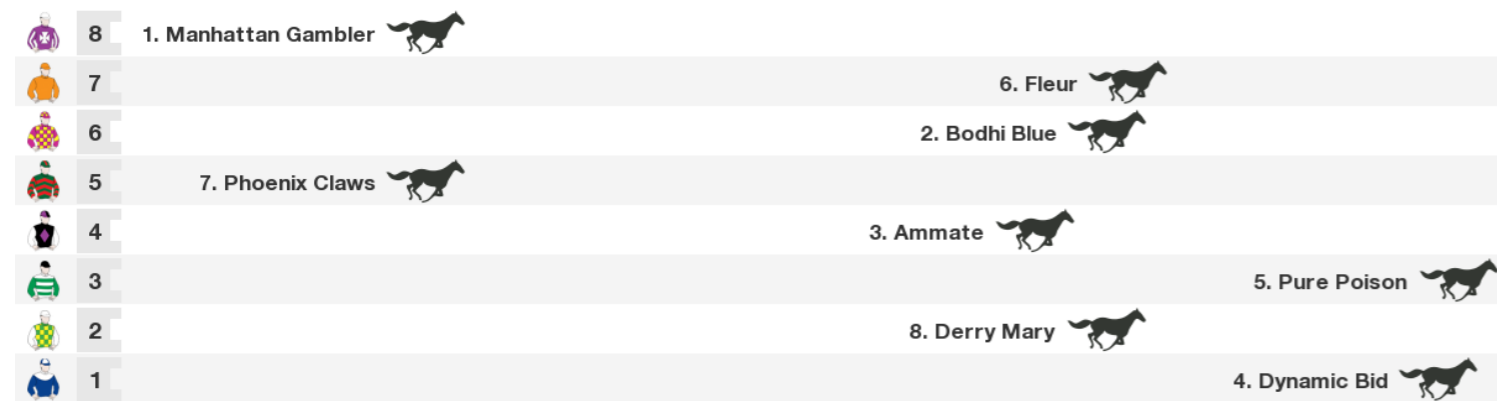 8 1. Manhattan Gambler
7 6. Fleur
6 2. Bodhi Blue
5 7. Phoenix Claws
4 3. Ammate
3 5. Pure Poison
2 8. Derry Mary
1 4. Dynamic Bid